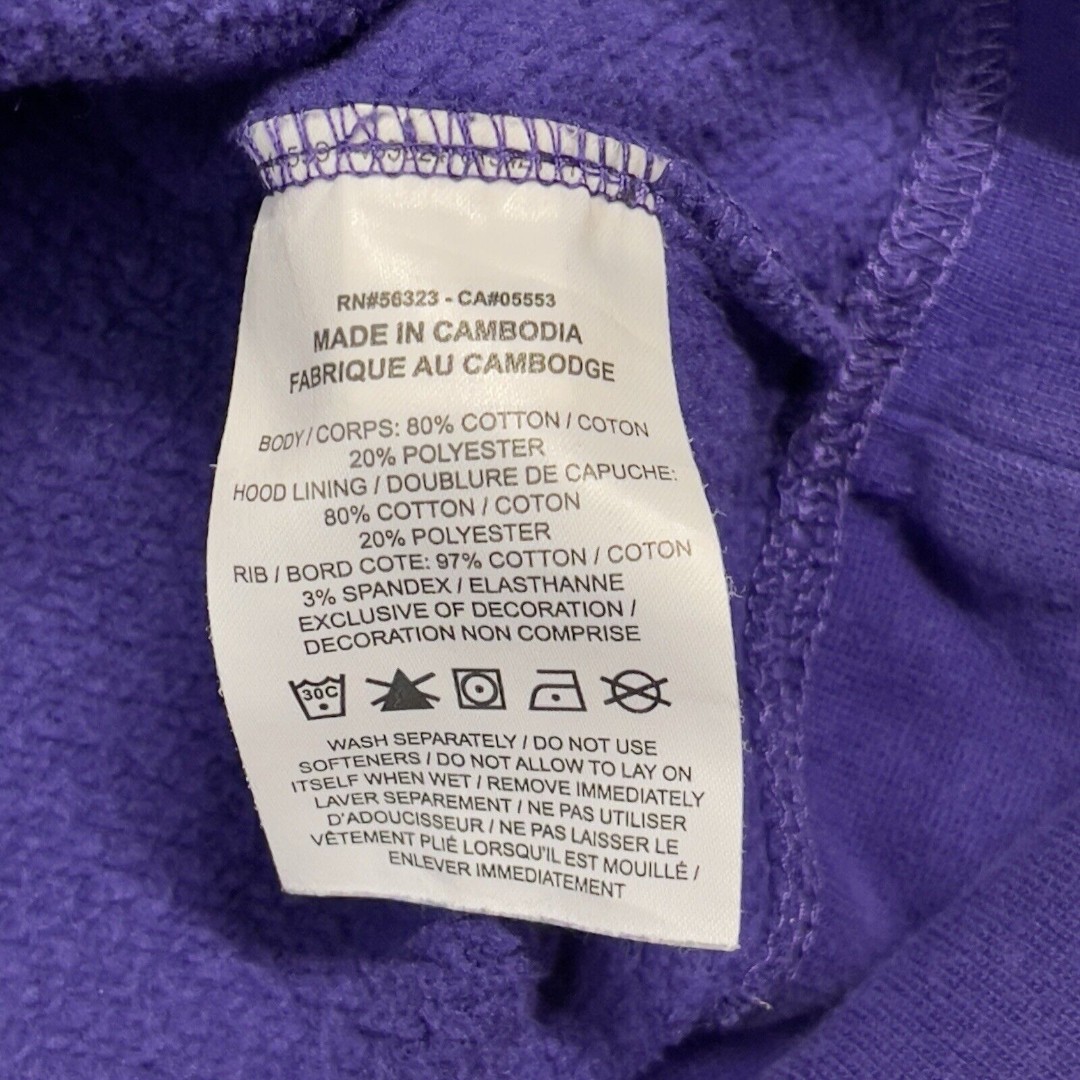 RN#56323 - CA#05553
MADE IN CAMBODIA
FABRIQUE AU CAMBODGE
BODY / CORPS: 80% COTTON / COTON
20% POLYESTER
HOOD LINING / DOUBLURE DE CAPUCHE:
80% COTTON / COTON
20% POLYESTER
RIB / BORD COTE: 97% COTTON / COTON
3% SPANDEX / ELASTHANNE
EXCLUSIVE OF DECORATION /
DECORATION NON COMPRISE
30C
WASH SEPARATELY / DO NOT USE
SOFTENERS / DO NOT ALLOW TO LAY ON
ITSELF WHEN WET / REMOVE IMMEDIATELY
LAVER SEPAREMENT / NE PAS UTILISER
D'ADOUCISSEUR / NE PAS LAISSER LE
VÊTEMENT PLIÉ LORSQU'IL EST MOUILLÉ /
ENLEVER IMMEDIATEMENT